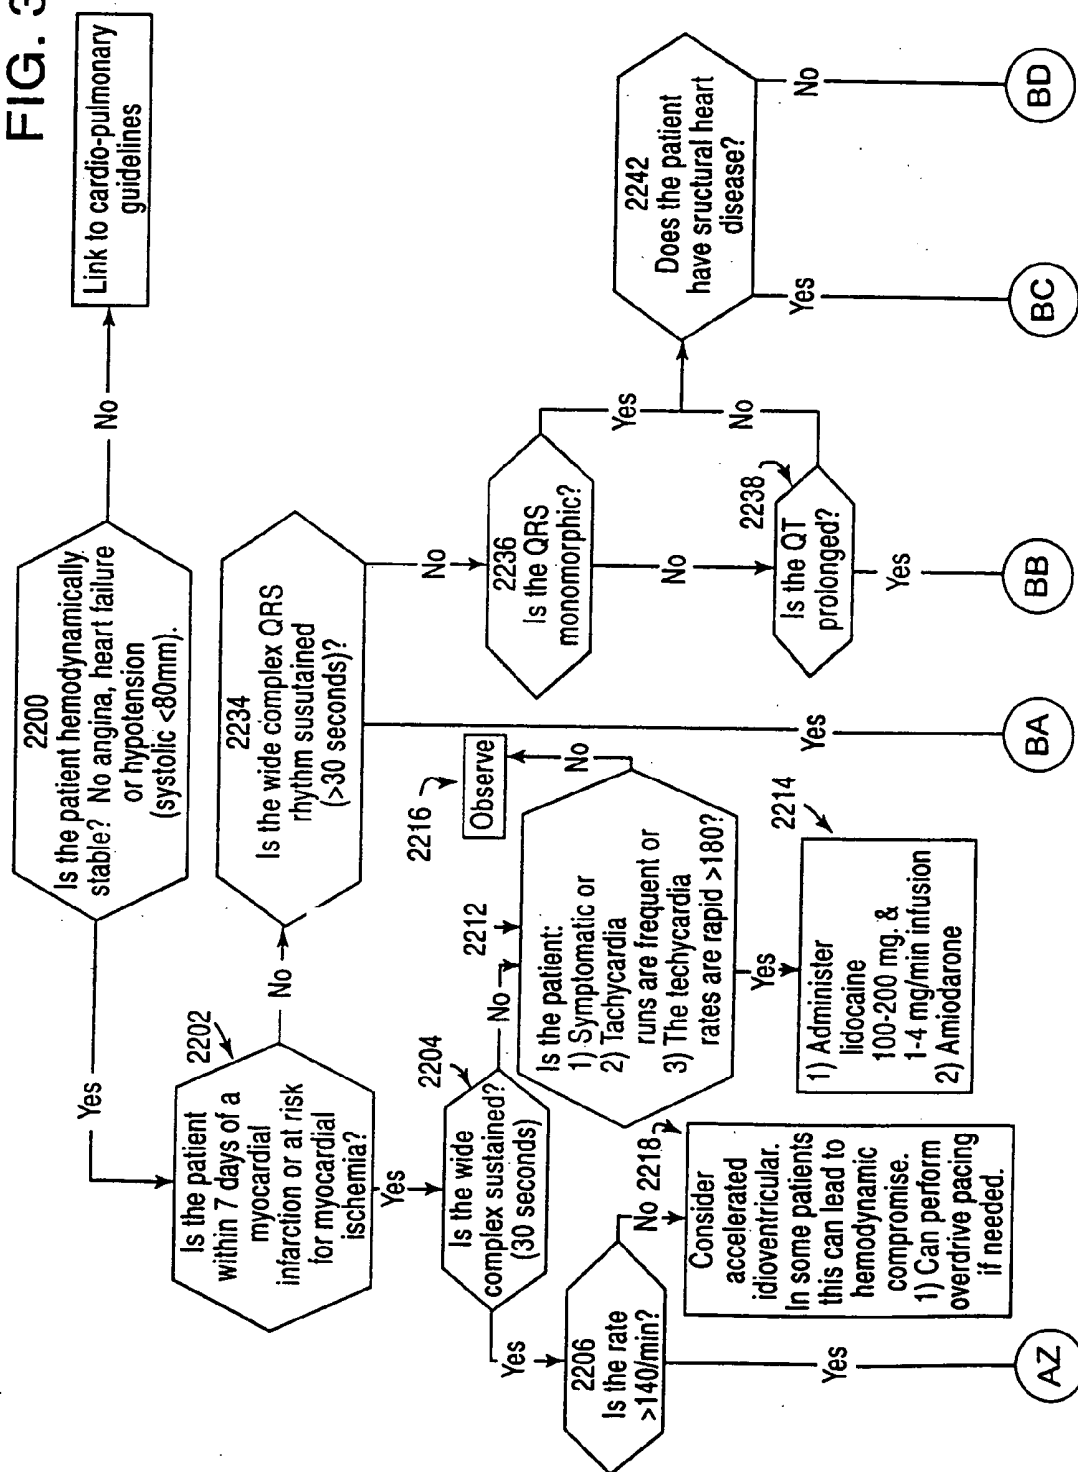 FIG. 3
Link to cardio-pulmonary
guidelines
No
2200
Is the patient hemodynamically
stable? No angina, heart failure
or hypotension
(systolic <80mm).
Yes
2202
Is the patient
within 7 days of a
myocardial
infarction or at risk
for myocardial
ischemia?
No
2234
Is the wide complex QRS
rhythm susutained
(>30 seconds)?
Yes
2204
Is the wide
complex sustained?
(30 seconds)
No
2212
2216
Observe
No
No
2236
Is the QRS
monomorphic?
Yes
2242
Does the patient
have sructural heart
disease?
Yes
2206
Is the rate
>140/min?
No
2218
Consider
accelerated
idioventricular.
In some patients
this can lead to
hemodynamic
compromise.
1) Can perform
overdrive pacing
if needed.
Is the patient:
1) Symptomatic or
2) Tachycardia
runs are frequent or
3) The techycardia
rates are rapid >180?
Yes
2214
1) Administer
lidocaine
100-200 mg. &
1-4 mg/min infusion
2) Amiodarone
No
2238
Is the QT
prolonged?
No
Yes
Yes
Yes
Yes
No
AZ
BA
BB
BC
BD